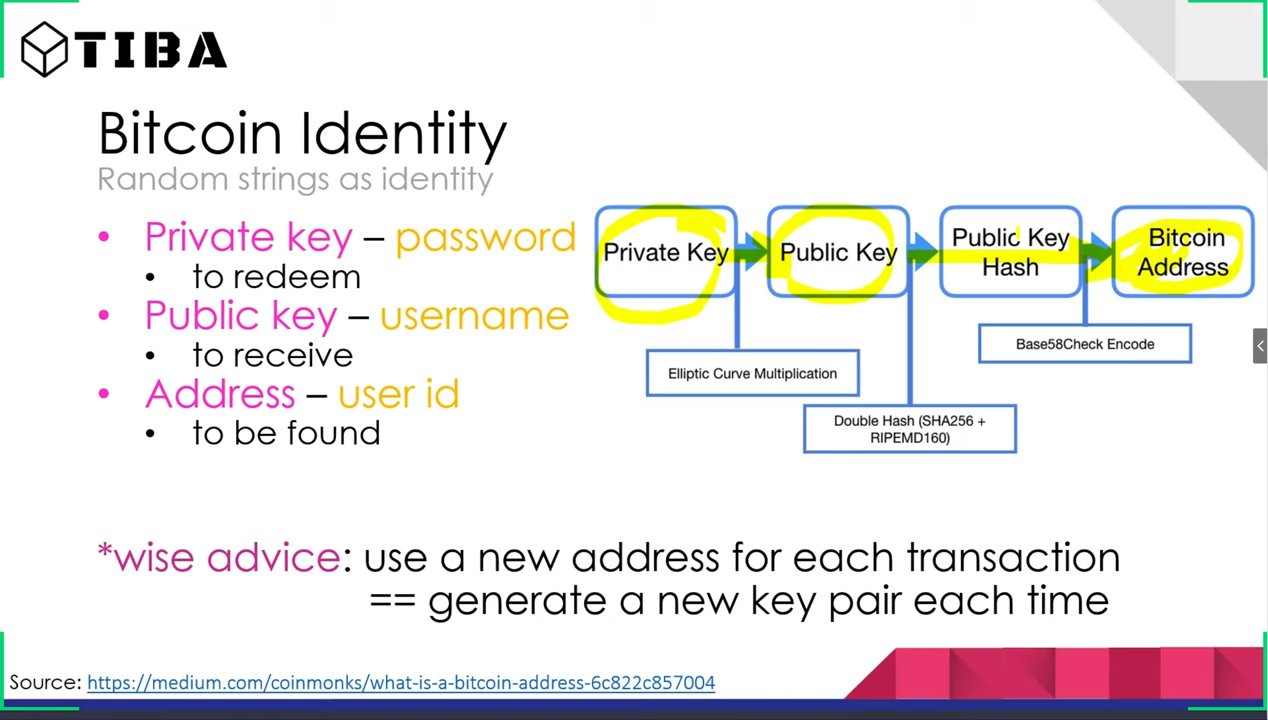 TIBA
Bitcoin Identity
Random strings as identity
• Private key – password
• to redeem
• Public key – username
• to receive
• Address – user id
• to be found
Private Key
Public Key
Public Key
Hash
Bitcoin
Address
Elliptic Curve Multiplication
Double Hash (SHA256 +
RIPEMD160)
Base58Check Encode
*wise advice: use a new address for each transaction
== generate a new key pair each time
Source: https://medium.com/coinmonks/what-is-a-bitcoin-address-6c822c857004